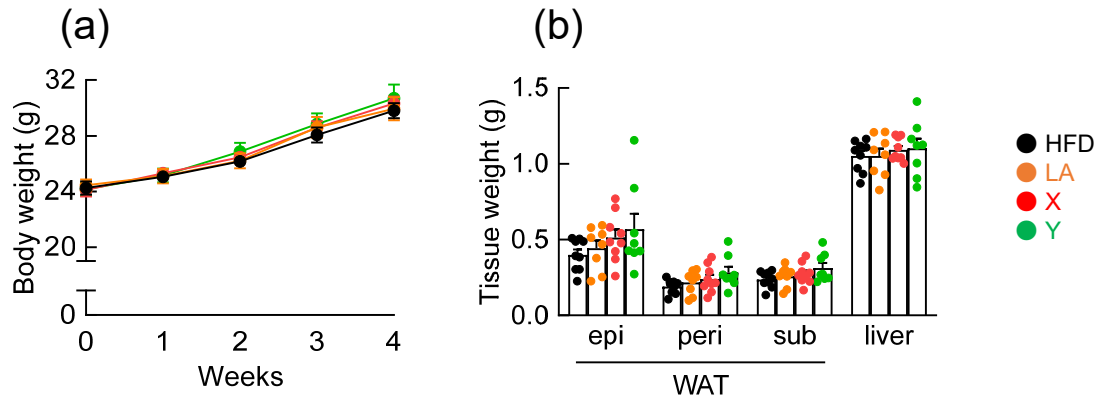 (a)
Body weight (g)
32
28
24
20
0
0 1 2 3 4
Weeks
(b)
Tissue weight (g)
1.5
1.0
0.5
0.0
epi peri sub liver
WAT
HFD
LA
X
Y